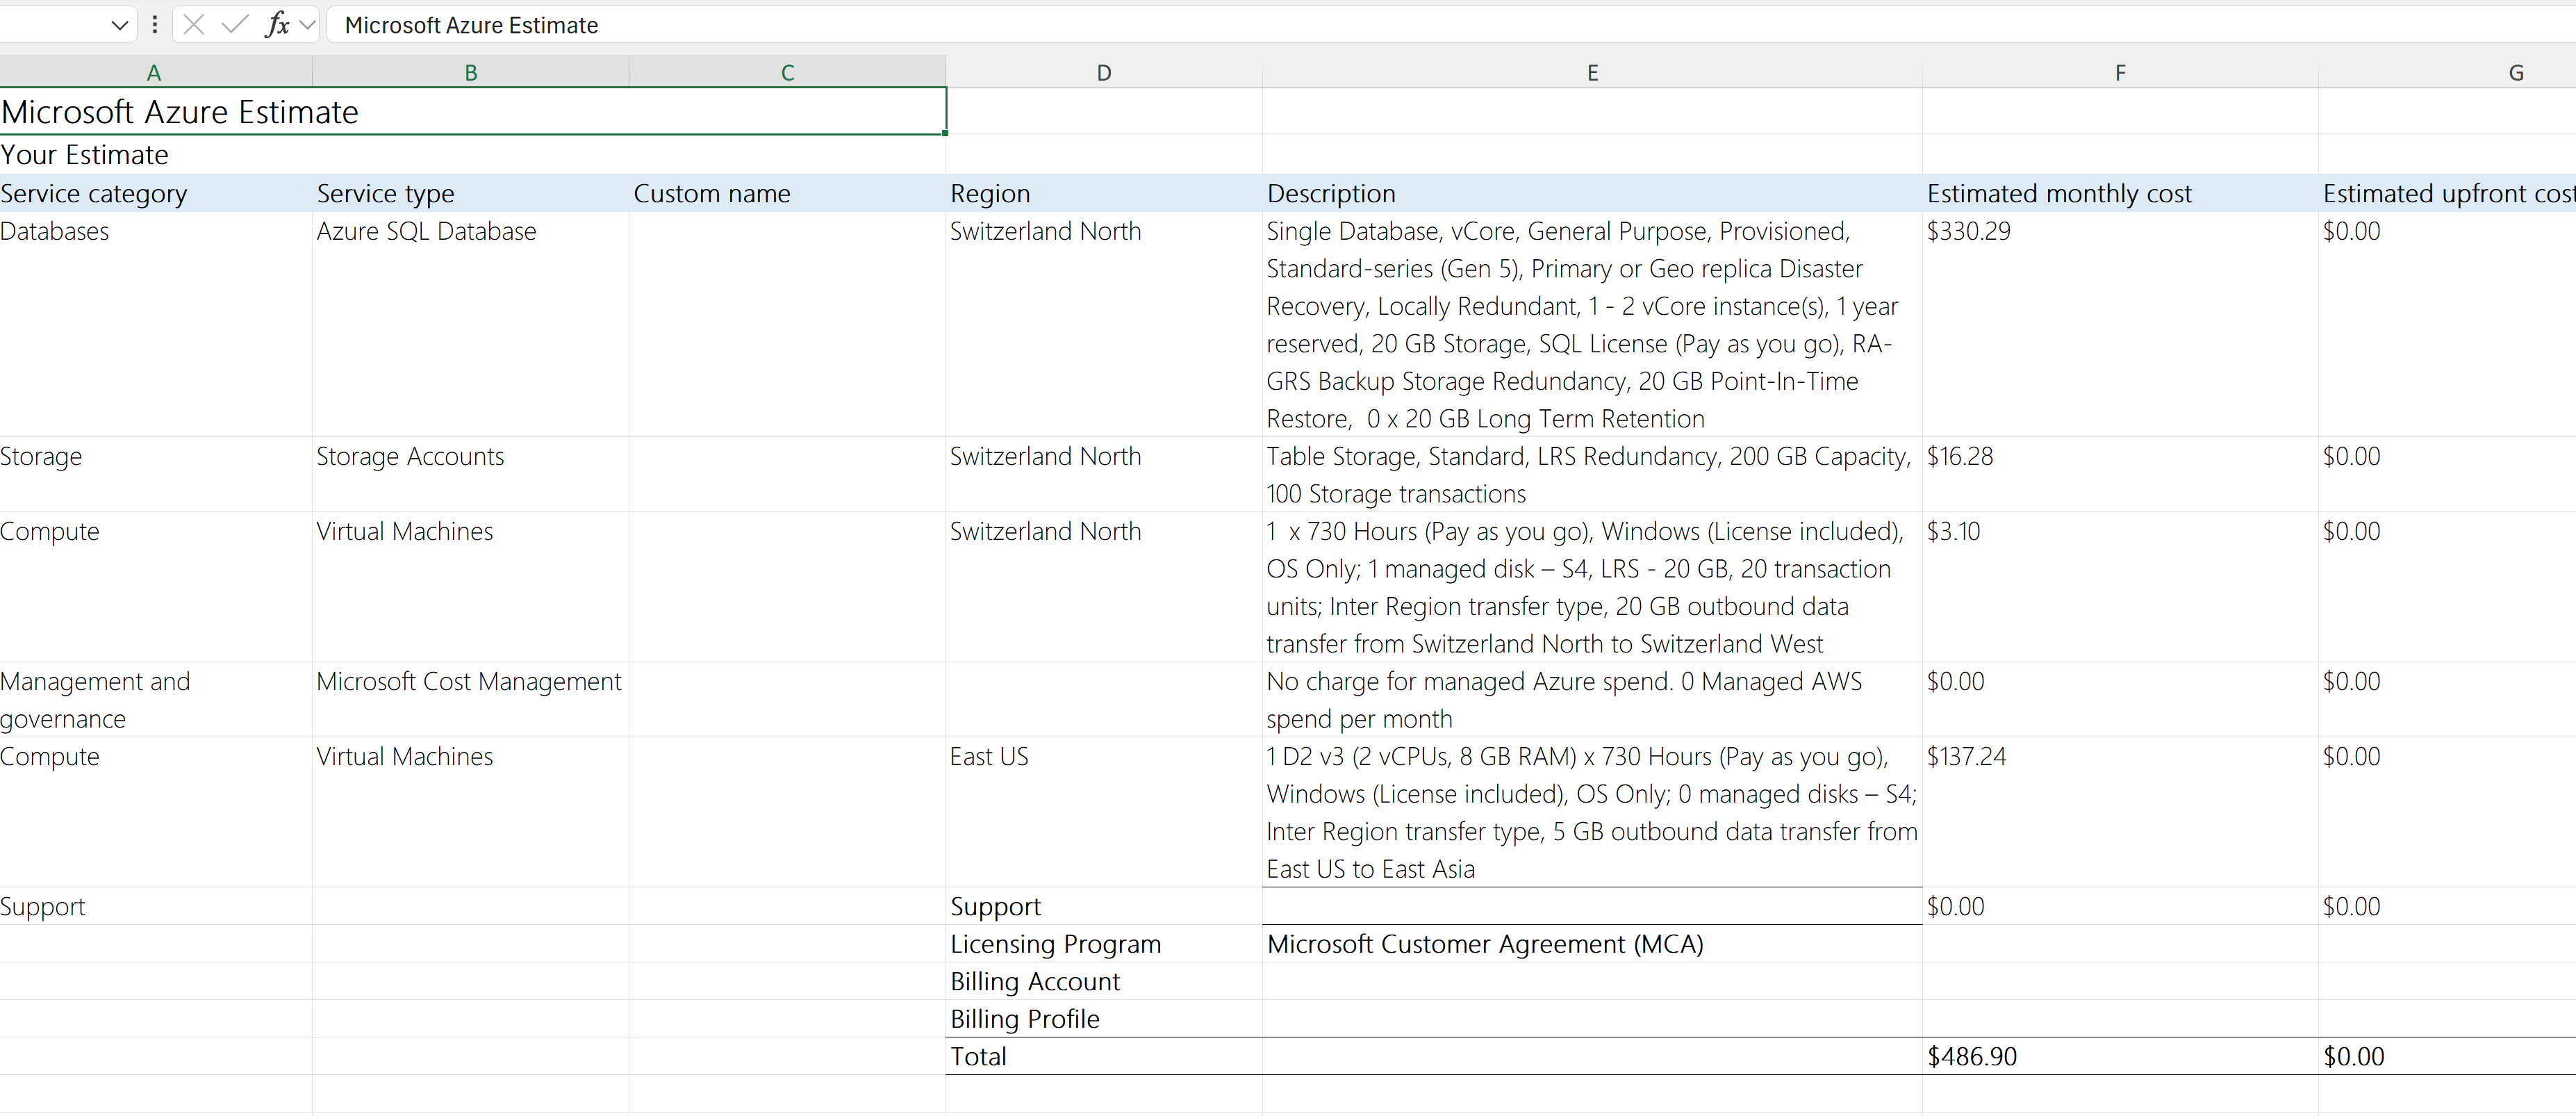 fx Microsoft Azure Estimate
A B C D E F G
Microsoft Azure Estimate
Your Estimate
Service category Service type Custom name Region Description Estimated monthly cost Estimated upfront cost
Databases Azure SQL Database Switzerland North Single Database, vCore, General Purpose, Provisioned, $330.29 $0.00
Standard-series (Gen 5), Primary or Geo replica Disaster
Recovery, Locally Redundant, 1 - 2 vCore instance(s), 1 year
reserved, 20 GB Storage, SQL License (Pay as you go), RA-
GRS Backup Storage Redundancy, 20 GB Point-In-Time
Restore,  0 x 20 GB Long Term Retention
Storage Storage Accounts Switzerland North Table Storage, Standard, LRS Redundancy, 200 GB Capacity, $16.28 $0.00
100 Storage transactions
Compute Virtual Machines Switzerland North 1  x 730 Hours (Pay as you go), Windows (License included), $3.10 $0.00
OS Only; 1 managed disk – S4, LRS - 20 GB, 20 transaction
units; Inter Region transfer type, 20 GB outbound data
transfer from Switzerland North to Switzerland West
Management and Microsoft Cost Management No charge for managed Azure spend. 0 Managed AWS $0.00 $0.00
governance spend per month
Compute Virtual Machines East US 1 D2 v3 (2 vCPUs, 8 GB RAM) x 730 Hours (Pay as you go), $137.24 $0.00
Windows (License included), OS Only; 0 managed disks – S4;
Inter Region transfer type, 5 GB outbound data transfer from
East US to East Asia
Support Support $0.00 $0.00
Licensing Program Microsoft Customer Agreement (MCA)
Billing Account
Billing Profile
Total $486.90 $0.00